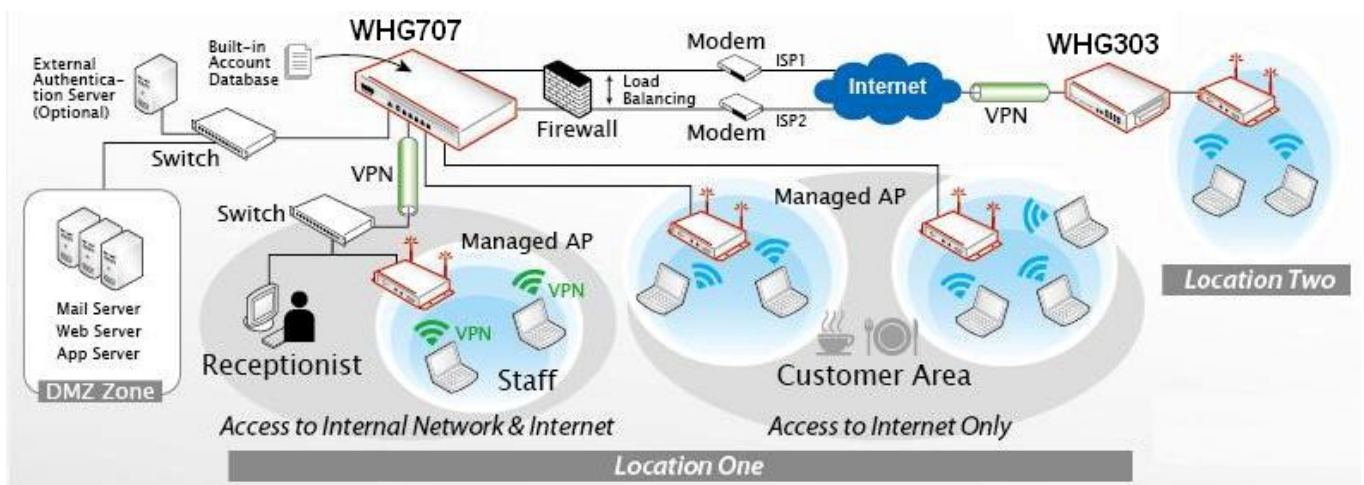 WHG707
WHG303
External
Authentica-
tion Server
(Optional)
Built-in
Account
Database
Modem
ISP1
Load
Balancing
Internet
Firewall
Modem
ISP2
VPN
Switch
VPN
Switch
Managed AP
Managed AP
Location Two
Mail Server
Web Server
App Server
DMZ Zone
VPN
VPN
Receptionist
Staff
Customer Area
Access to Internal Network & Internet
Access to Internet Only
Location One